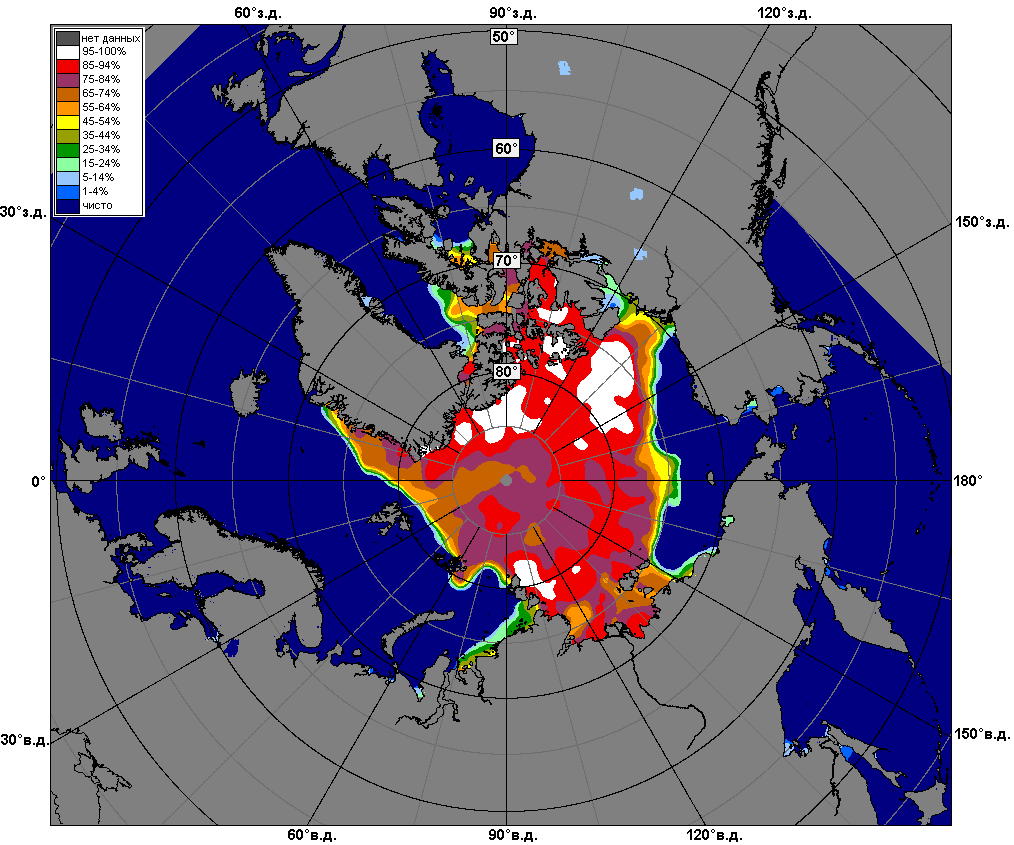 60°з.д.
90°з.д.
120°з.д.
нет данных
95-100%
85-94%
75-84%
65-74%
55-64%
45-54%
35-44%
25-34%
15-24%
5-14%
1-4%
чисто
50°
60°
70°
80°
30°з.д.
150°з.д.
0°
180°
30°в.д.
150°в.д.
60°в.д.
90°в.д.
120°в.д.